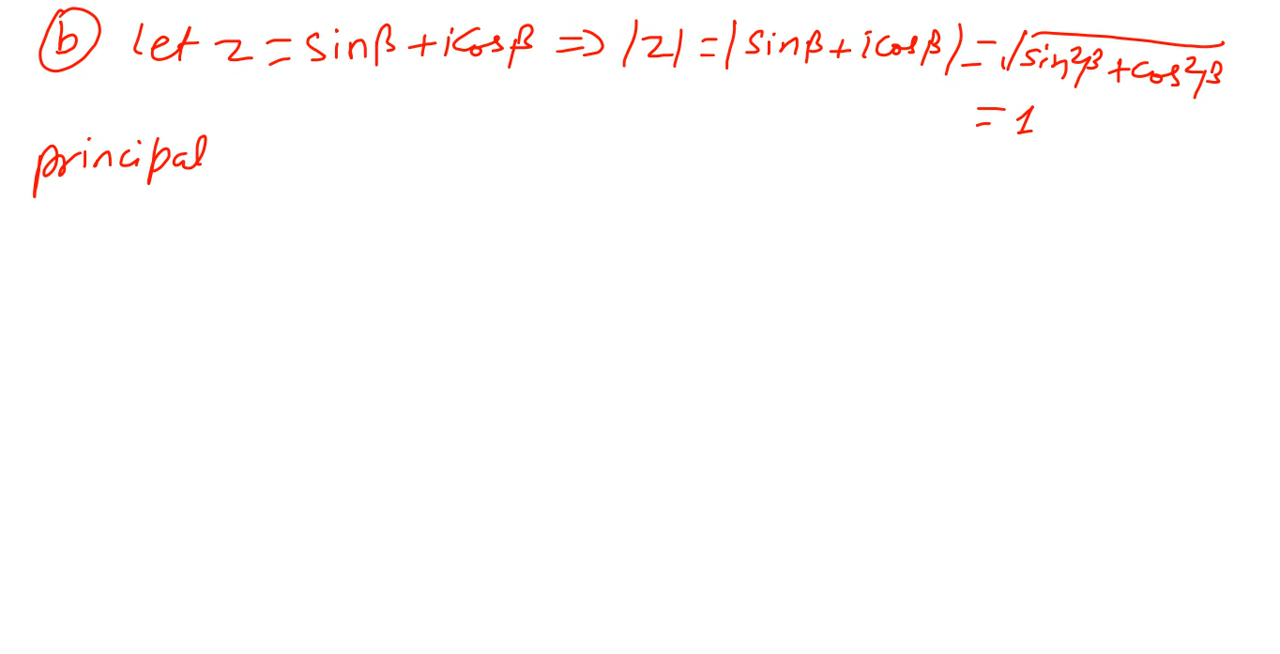 (b) let z = sinβ + icosβ => |z| = |sinβ + icosβ| = √sin²β + cos²β
= 1
principal